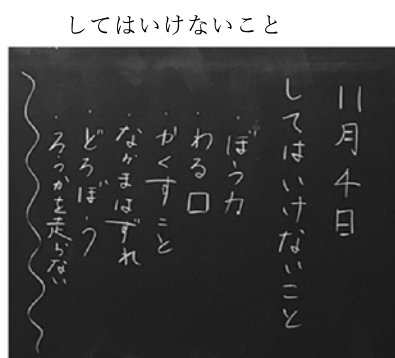 してはいけないこと
11月4日
してはいけないこと
・ぼう力
・わる口
・かくすこと
・なかまはずれ
・どろぼう
・ろうかを走らない